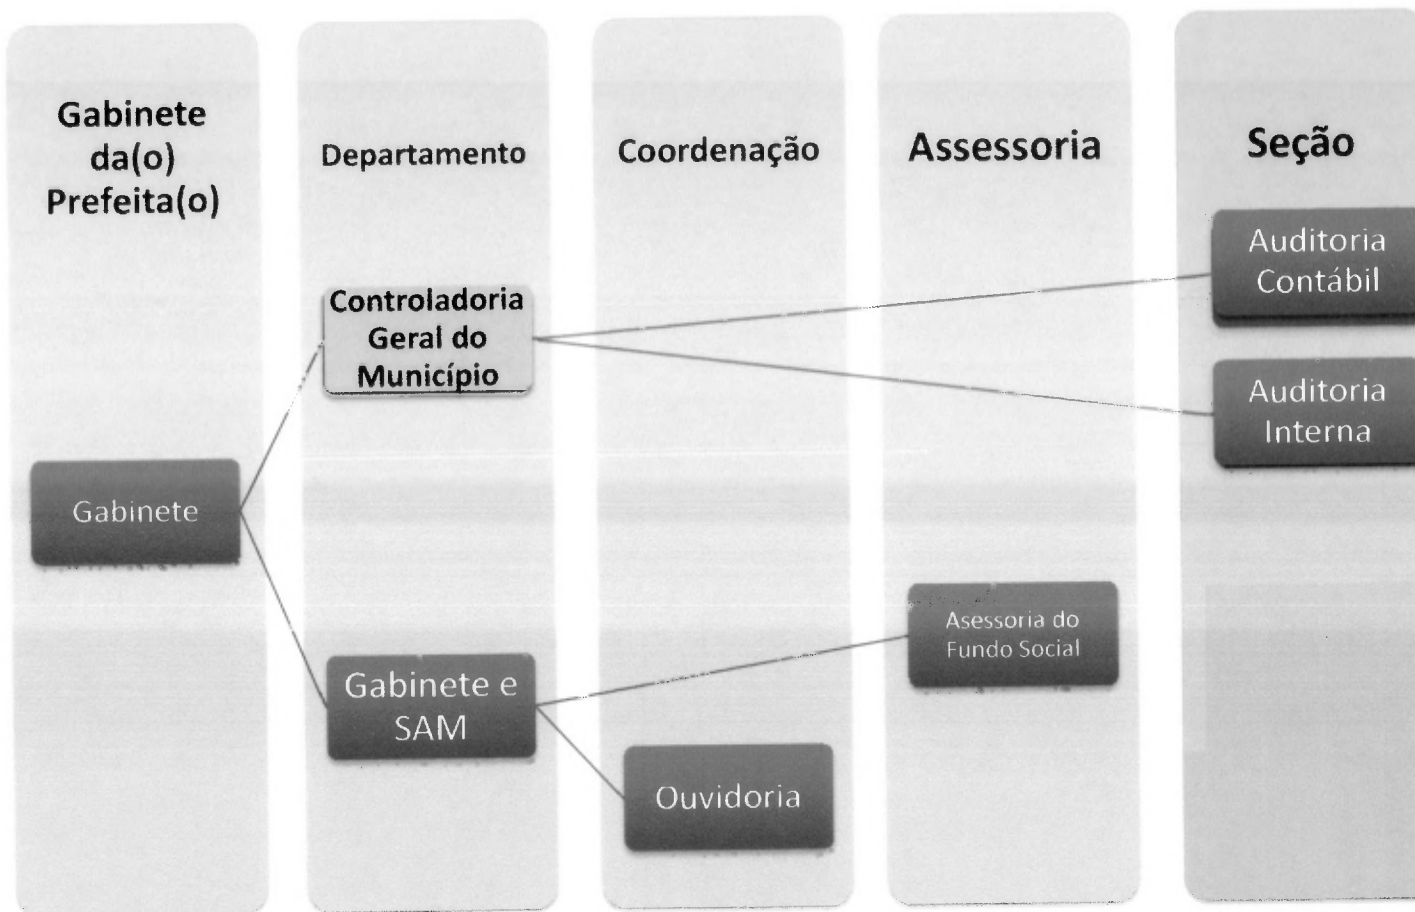 Gabinete
da(o)
Prefeita(o)
Departamento
Coordenação
Assessoria
Seção
Auditoria
Contábil
Controladoria
Geral do
Município
Auditoria
Interna
Gabinete
Asessoria do
Fundo Social
Gabinete e
SAM
Ouvidoria